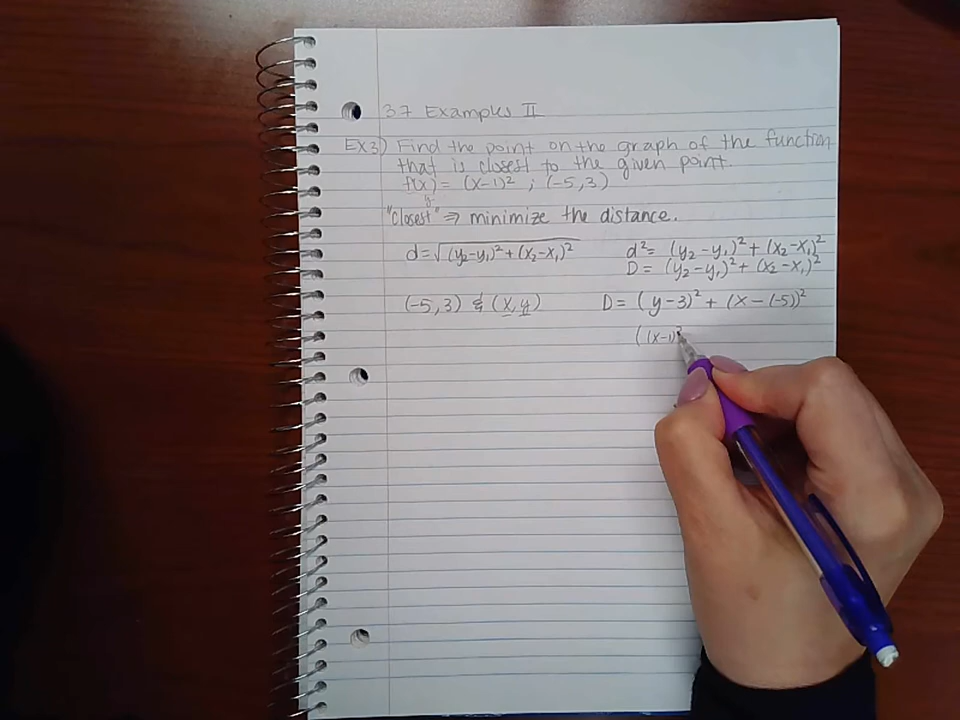 3.7 Examples II
Ex3) Find the point on the graph of the function
that is closest to the given point.
f(x) = (x-1)² ; (-5,3)
y
"closest" ⇒ minimize the distance.
d=√(y₂-y₁)²+(x₂-x₁)² d²= (y₂-y₁)²+(x₂-x₁)²
D= (y₂-y₁)²+(x₂-x₁)²
(-5,3) & (x,y) D= (y-3)² + (x-(-5))²
((x-1)²